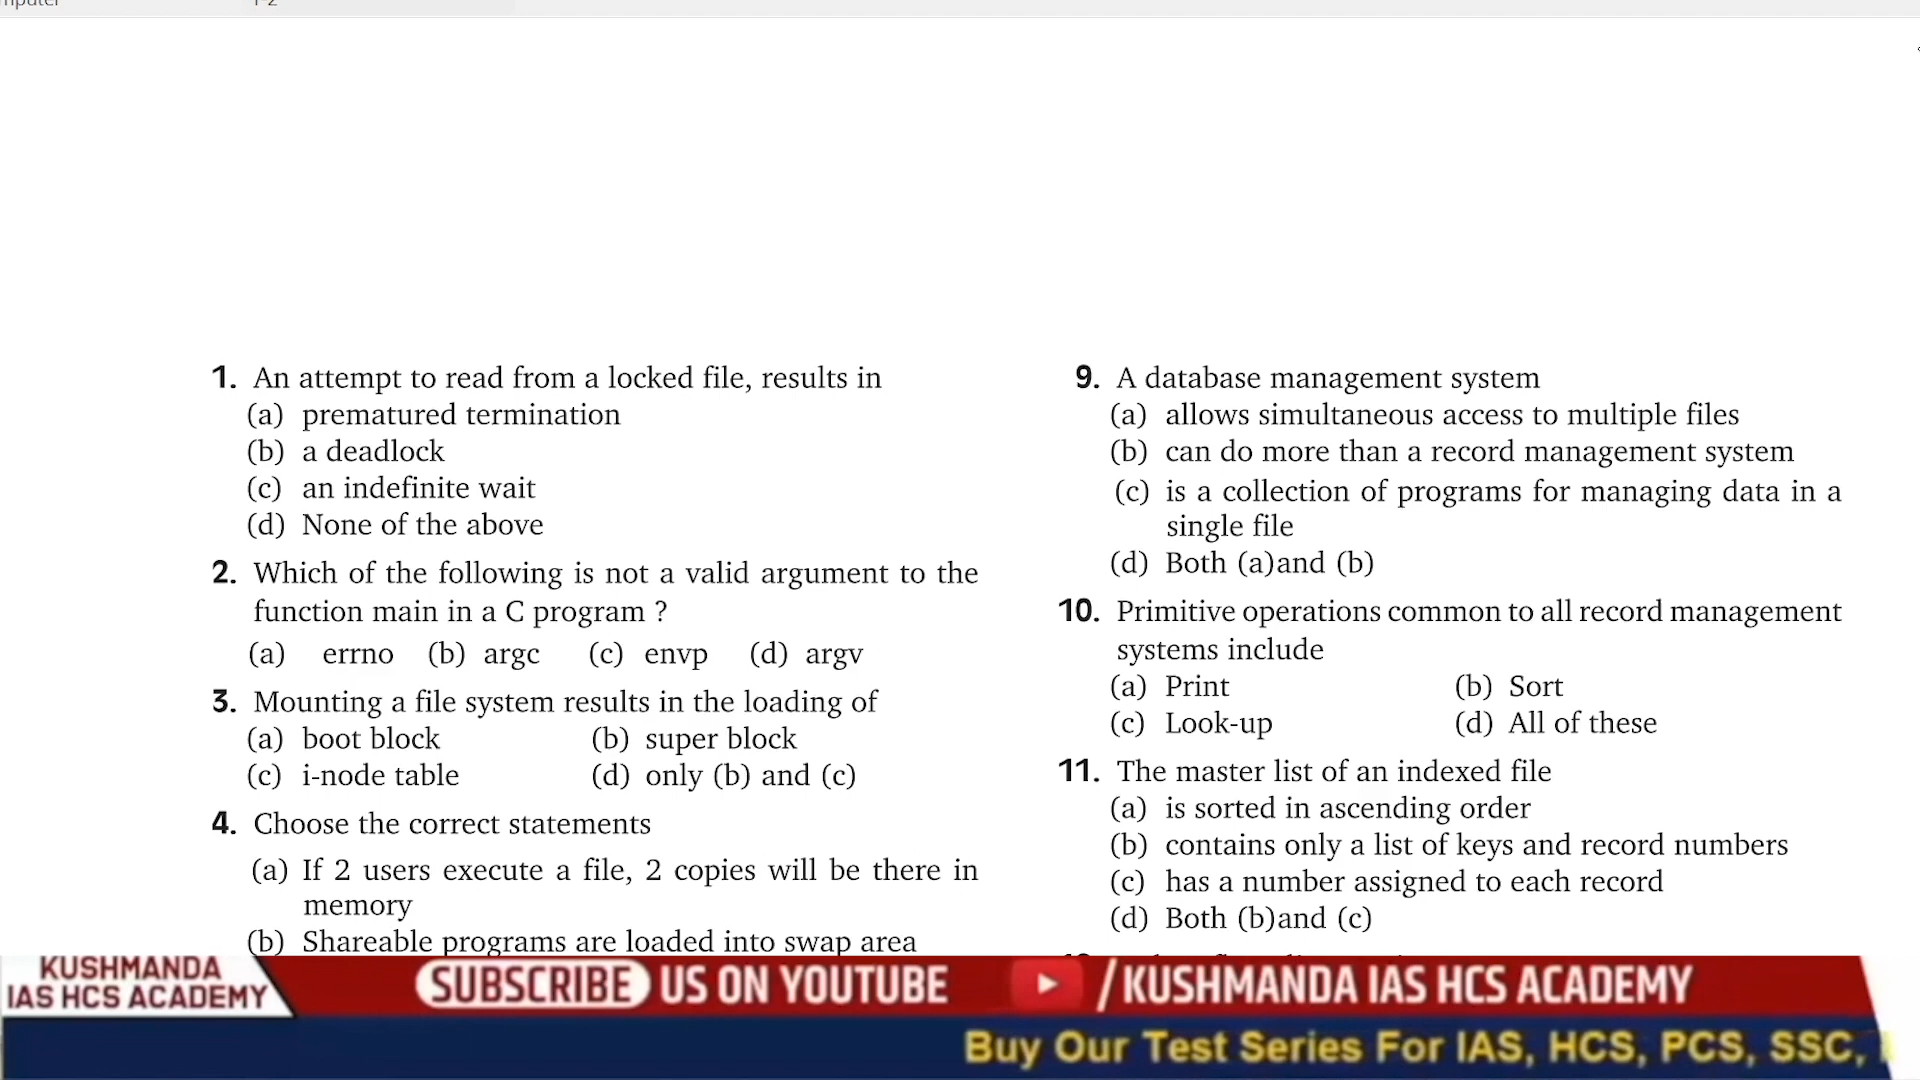 1. An attempt to read from a locked file, results in
(a) prematured termination
(b) a deadlock
(c) an indefinite wait
(d) None of the above
2. Which of the following is not a valid argument to the
function main in a C program ?
(a) errno (b) argc (c) envp (d) argv
3. Mounting a file system results in the loading of
(a) boot block (b) super block
(c) i-node table (d) only (b) and (c)
4. Choose the correct statements
(a) If 2 users execute a file, 2 copies will be there in
memory
(b) Shareable programs are loaded into swap area
9. A database management system
(a) allows simultaneous access to multiple files
(b) can do more than a record management system
(c) is a collection of programs for managing data in a
single file
(d) Both (a)and (b)
10. Primitive operations common to all record management
systems include
(a) Print (b) Sort
(c) Look-up (d) All of these
11. The master list of an indexed file
(a) is sorted in ascending order
(b) contains only a list of keys and record numbers
(c) has a number assigned to each record
(d) Both (b)and (c)
KUSHMANDA
IAS HCS ACADEMY
SUBSCRIBE US ON YOUTUBE /KUSHMANDA IAS HCS ACADEMY
Buy Our Test Series For IAS, HCS, PCS, SSC,